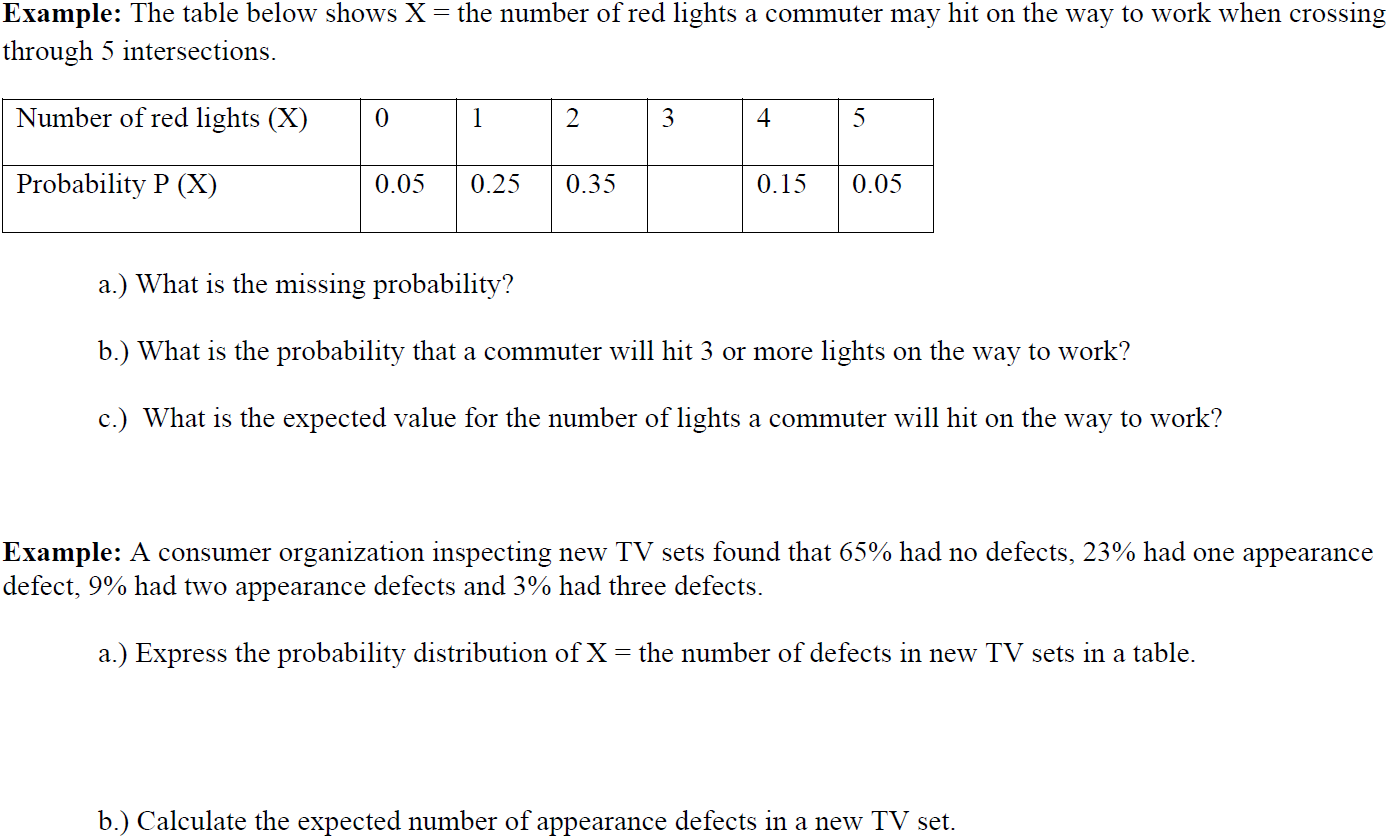 Example: The table below shows X = the number of red lights a commuter may hit on the way to work when crossing
through 5 intersections.
Number of red lights (X) 0 1 2 3 4 5
Probability P (X) 0.05 0.25 0.35 0.15 0.05
a.) What is the missing probability?
b.) What is the probability that a commuter will hit 3 or more lights on the way to work?
c.) What is the expected value for the number of lights a commuter will hit on the way to work?
Example: A consumer organization inspecting new TV sets found that 65% had no defects, 23% had one appearance
defect, 9% had two appearance defects and 3% had three defects.
a.) Express the probability distribution of X = the number of defects in new TV sets in a table.
b.) Calculate the expected number of appearance defects in a new TV set.